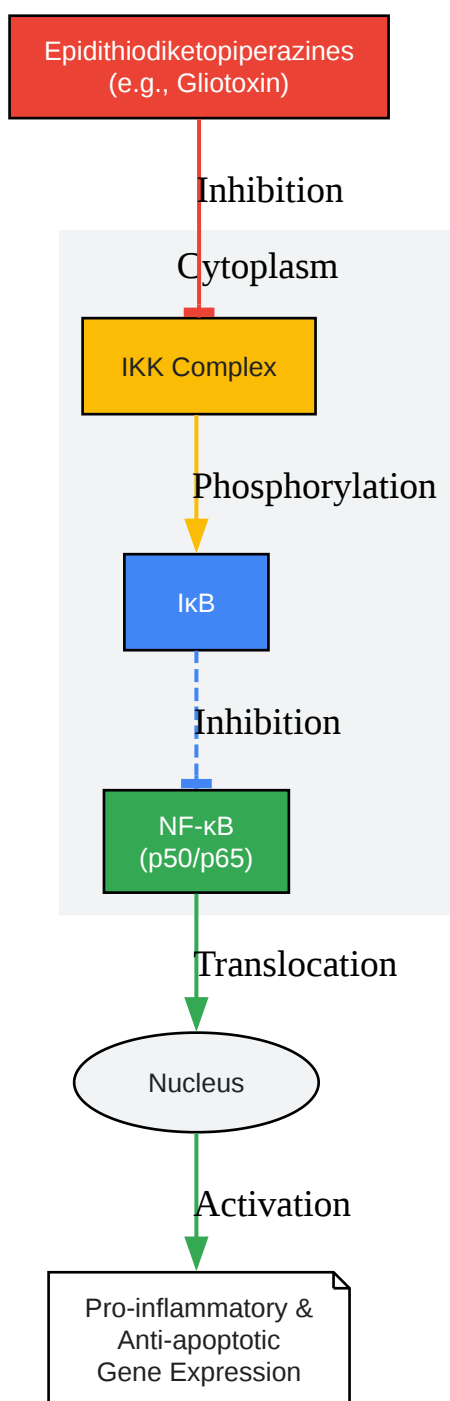 Epidithiodiketopiperazines
(e.g., Gliotoxin)
Inhibition
Cytoplasm
IKK Complex
Phosphorylation
IκB
Inhibition
NF-κB
(p50/p65)
Translocation
Nucleus
Activation
Pro-inflammatory &
Anti-apoptotic
Gene Expression